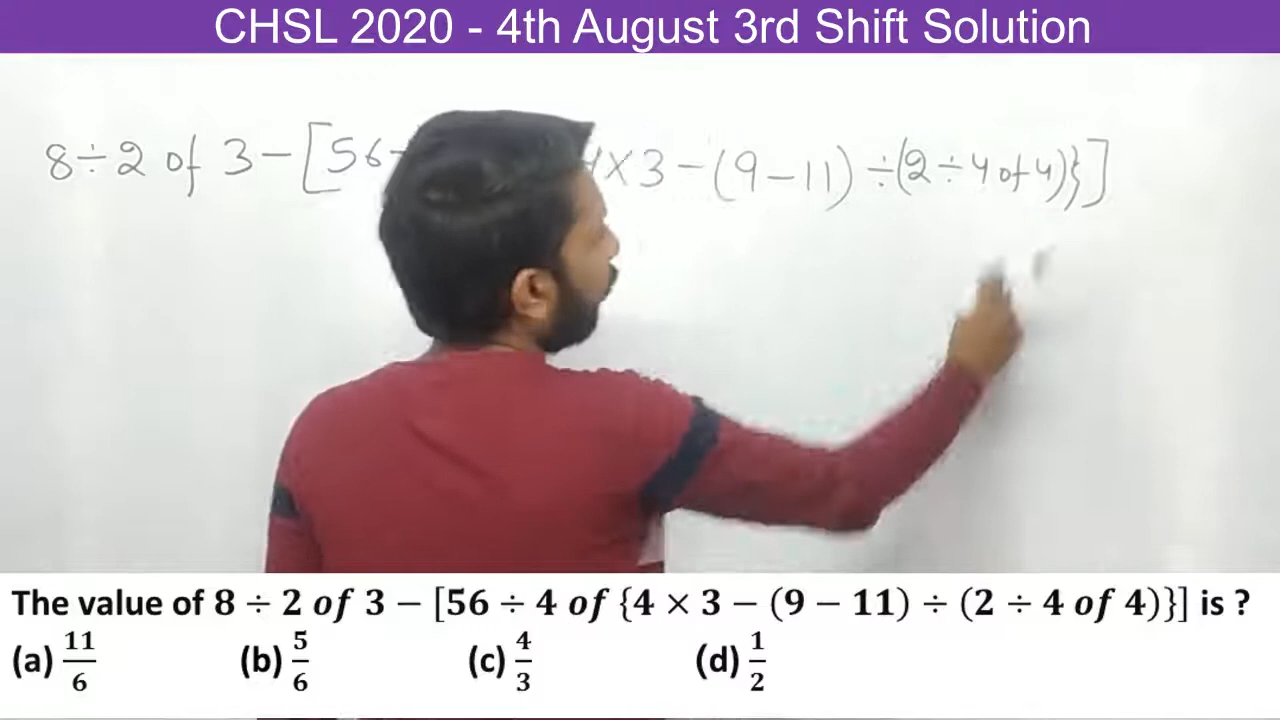 CHSL 2020 - 4th August 3rd Shift Solution
8÷2 of 3-[56 ×3-(9-11)÷(2÷4 of 4)}]
The value of 8 ÷ 2 of 3 − [56 ÷ 4 of {4 × 3 − (9 − 11) ÷ (2 ÷ 4 of 4)}] is ?
(a) 11/6 (b) 5/6 (c) 4/3 (d) 1/2